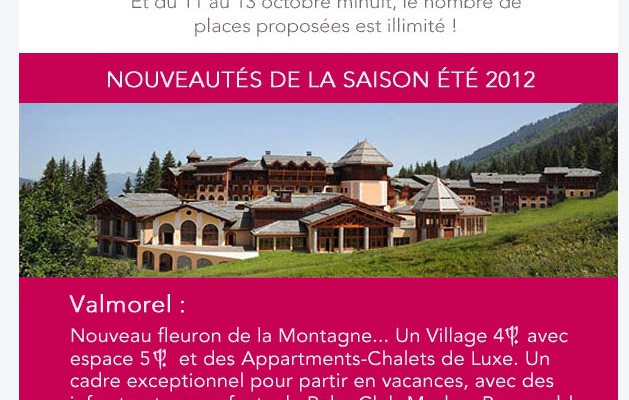 Et du 11 au 13 octobre minuit, le nombre de
places proposées est illimité !
NOUVEAUTÉS DE LA SAISON ÉTÉ 2012
Valmorel :
Nouveau fleuron de la Montagne... Un Village 4Ψ avec
espace 5Ψ et des Appartments-Chalets de Luxe. Un
cadre exceptionnel pour partir en vacances, avec des